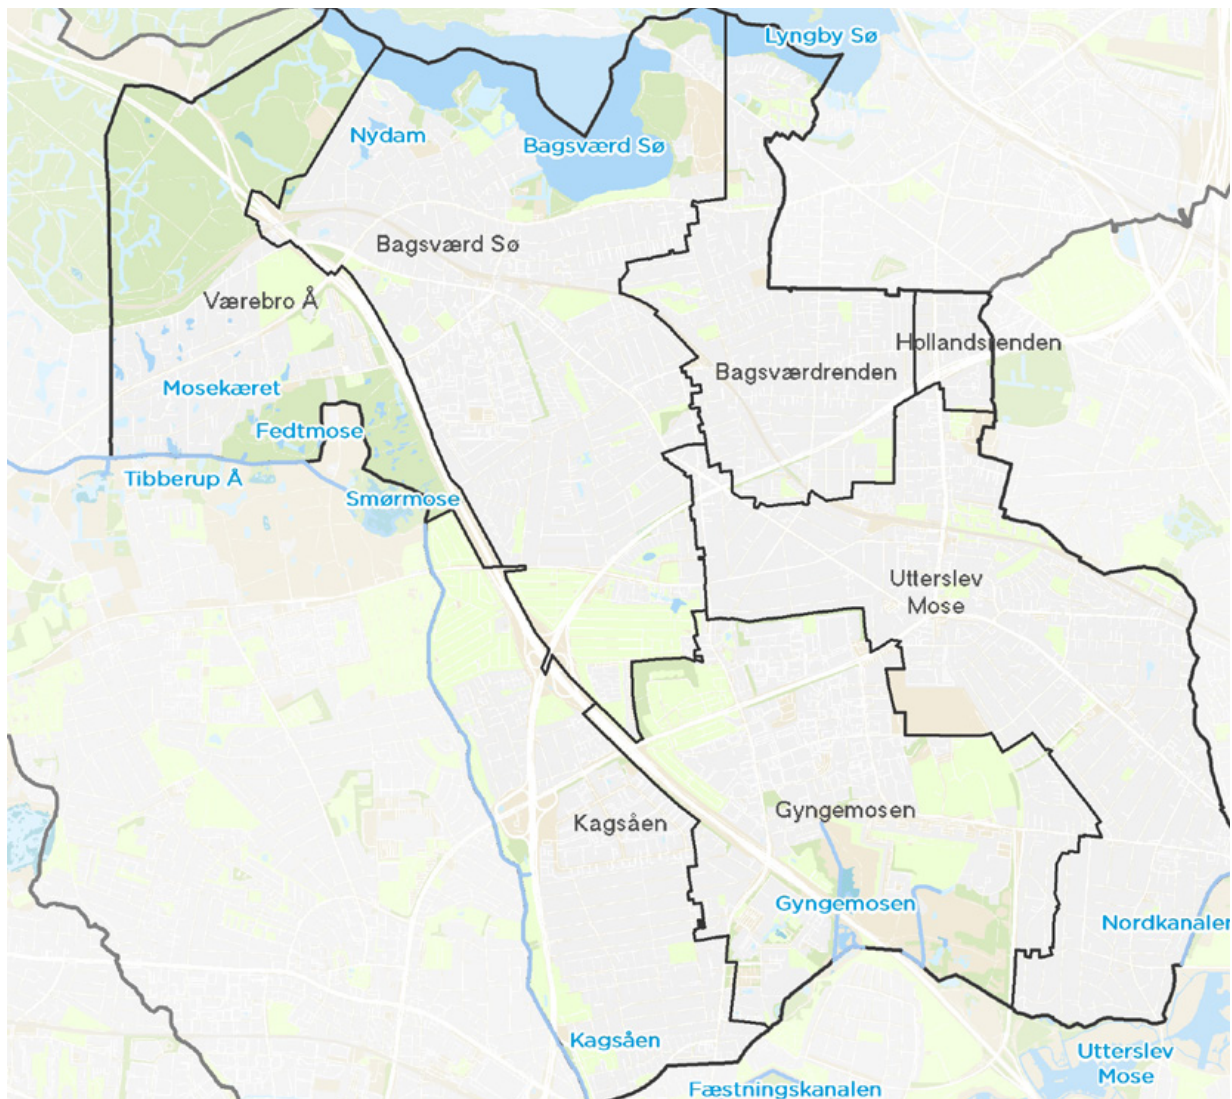 Lyngby Sø
Nydam
Bagsværd Sø
Bagsværd Sø
Værebro Å
Hollandsrenden
Bagsværdrenden
Mosekæret
Fedtmose
Tibberup Å
Smørmose
Utterslev
Mose
Gyngemosen
Kagsåen
Gyngemosen
Nordkanalen
Kagsåen
Utterslev
Mose
Fæstningskanalen